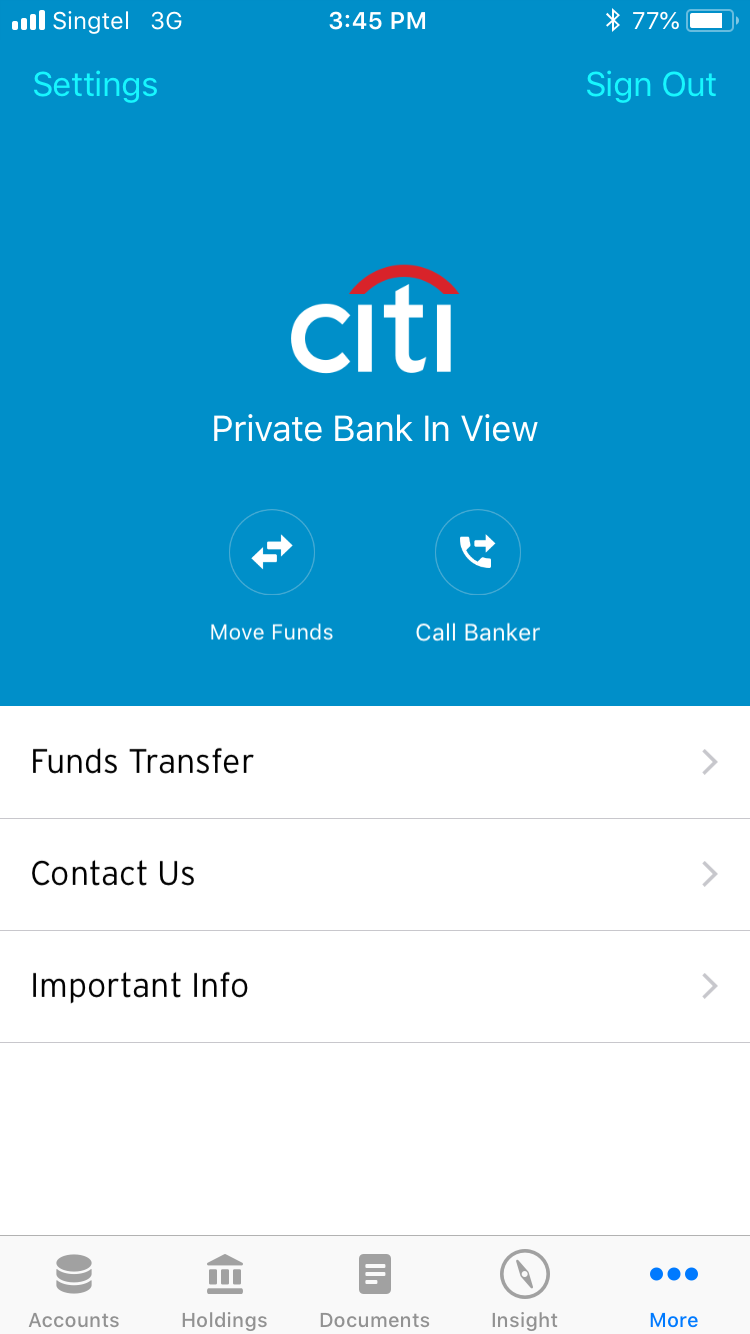 Singtel 3G 3:45 PM 77%
Settings Sign Out
citi
Private Bank In View
Move Funds Call Banker
Funds Transfer
Contact Us
Important Info
Accounts Holdings Documents Insight More